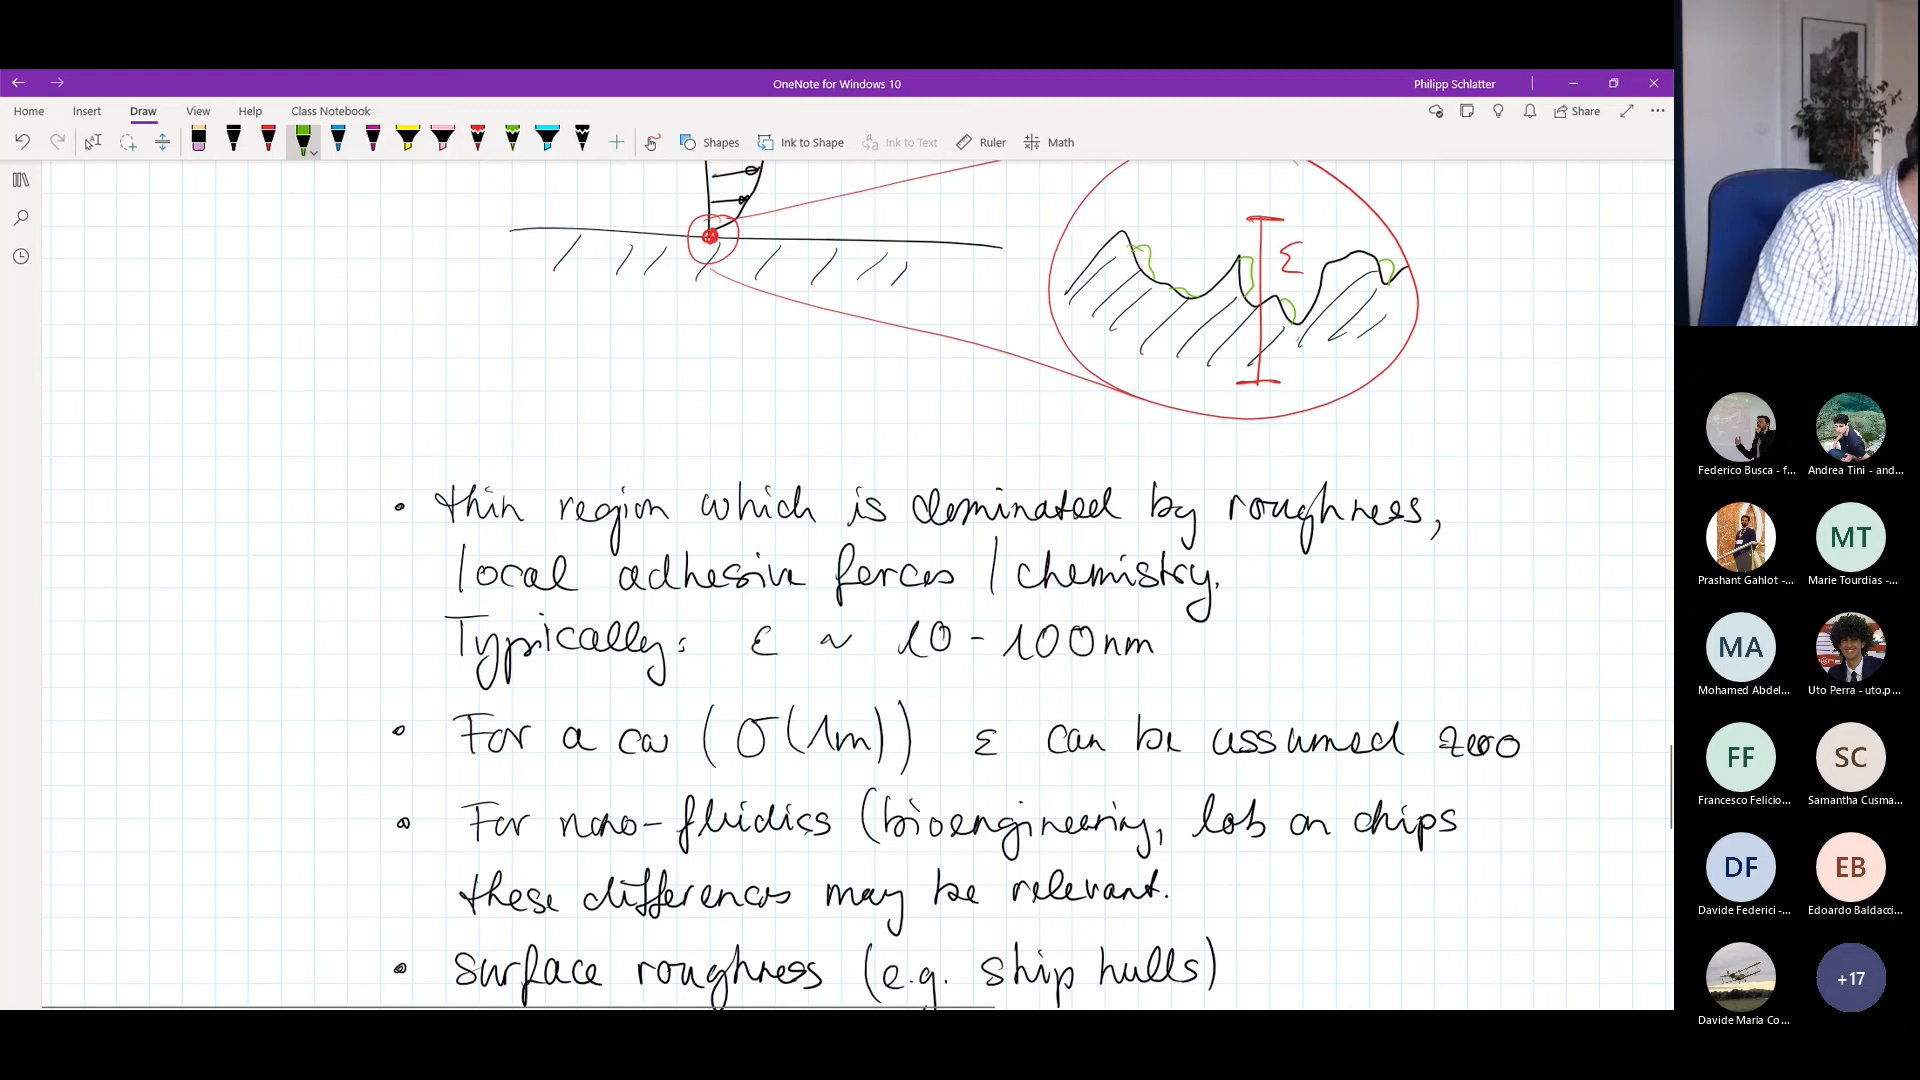 OneNote for Windows 10
Philipp Schlatter
Home Insert Draw View Help Class Notebook
Share
Shapes Ink to Shape Ink to Text Ruler Math
ε
• thin region which is dominated by roughness,
local adhesive forces / chemistry.
Typically: ε ~ 10 - 100nm
• For a car (O(1m)) ε can be assumed zero
• For nano-fluidics (bioengineering, lab on chips
these differences may be relevant.
• surface roughness (e.g. ship hulls)
Federico Busca - f...
Andrea Tini - and...
Prashant Gahlot -...
MT
Marie Tourdias -...
MA
Mohamed Abdel...
Uto Perra - uto.p...
FF
Francesco Felicio...
SC
Samantha Cusma...
DF
Davide Federici -...
EB
Edoardo Baldacci...
Davide Maria Co...
+17